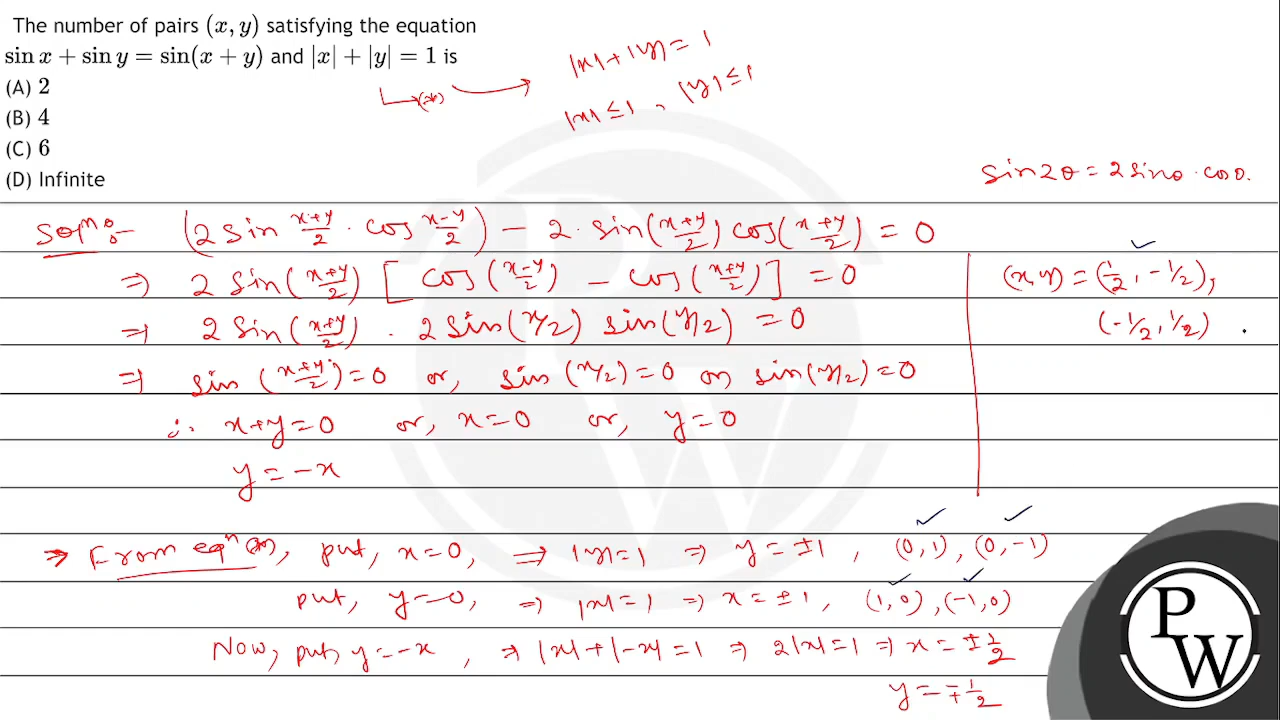 The number of pairs (x, y) satisfying the equation
sin x + sin y = sin(x + y) and |x| + |y| = 1 is
(A) 2
(B) 4
(C) 6
(D) Infinite
↳(*) → |x|+|y| = 1
|x| ≤ 1 , |y| ≤ 1
sin2θ = 2 sinθ · cosθ.
Solⁿ:- (2 sin (x+y)/2 · cos (x-y)/2) - 2 · sin((x+y)/2) cos((x+y)/2) = 0
⇒ 2 sin((x+y)/2) [cos((x-y)/2) - cos((x+y)/2)] = 0
⇒ 2 sin((x+y)/2) · 2 sin(x/2) sin(y/2) = 0
⇒ sin((x+y)/2) = 0 or, sin(x/2) = 0 or sin(y/2) = 0
∴ x+y = 0 or, x = 0 or, y = 0
y = -x
(x, y) = (1/2, -1/2),
(-1/2, 1/2) .
⇒ From eqⁿ (*), put, x = 0, ⇒ |y| = 1 ⇒ y = ±1 , (0, 1), (0, -1)
put, y = 0, ⇒ |x| = 1 ⇒ x = ±1, (1, 0), (-1, 0)
Now, put, y = -x , ⇒ |x|+|-x| = 1 ⇒ 2|x| = 1 ⇒ x = ±1/2
y = ∓1/2
P
W
P
W